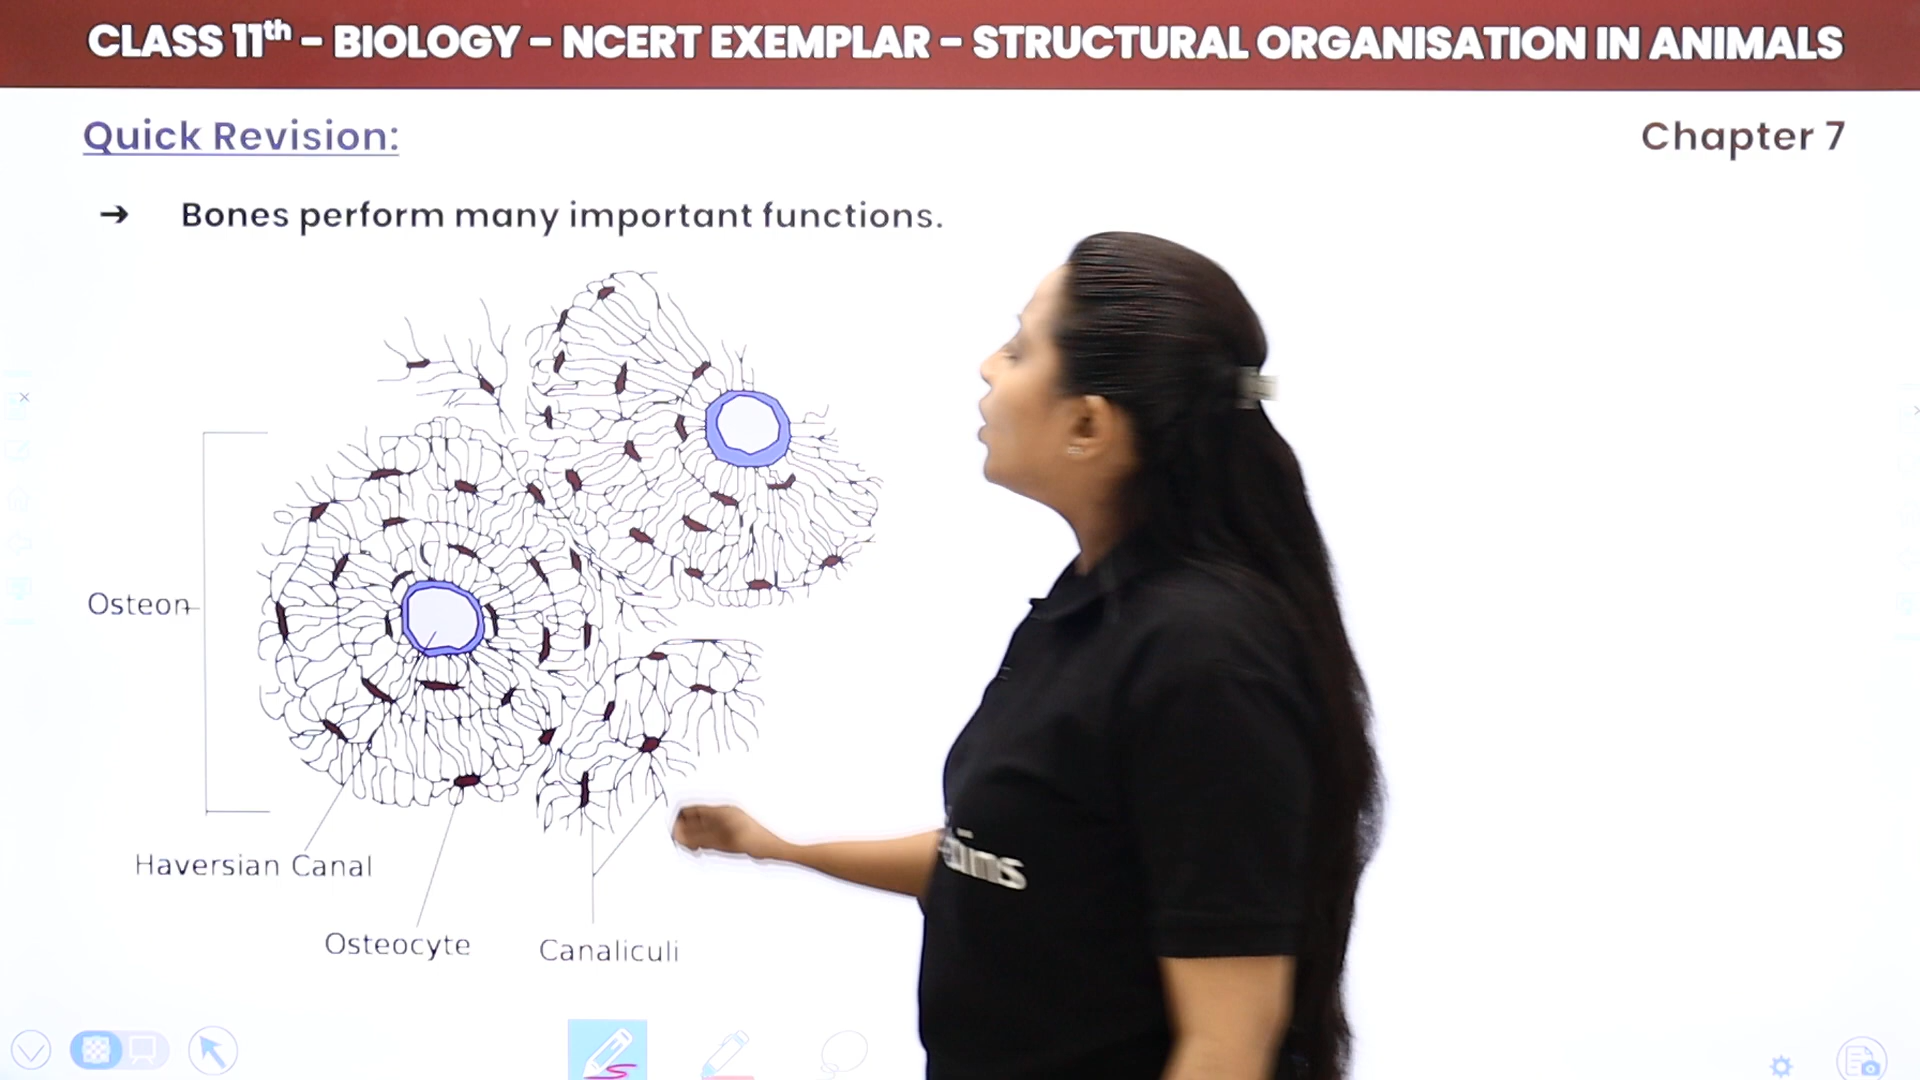 CLASS 11th - BIOLOGY - NCERT EXEMPLAR - STRUCTURAL ORGANISATION IN ANIMALS
Quick Revision:
Chapter 7
→ Bones perform many important functions.
Osteon
Haversian Canal
Osteocyte
Canaliculi